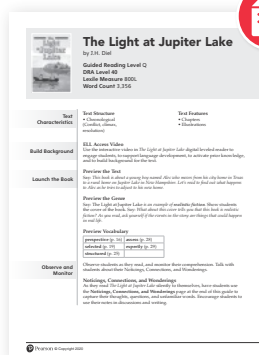 The Light at Jupiter Lake
by J.H. Diel
Guided Reading Level Q
DRA Level 40
Lexile Measure 800L
Word Count 3,356
Text
Characteristics
Text Structure
• Chronological
(Conflict, climax,
resolution)
Text Features
• Chapters
• Illustrations
Build Background
ELL Access Video
Use the interactive video in The Light at Jupiter Lake digital leveled reader to
engage students, to support language development, to activate prior knowledge,
and to build background for the text.
Launch the Book
Preview the Text
Say: This book is about a young boy named Alex who moves from his city home in Texas
to a rural home on Jupiter Lake in New Hampshire. Let's read to find out what happens
to Alex as he tries to adjust to his new home.
Preview the Genre
Say: The Light at Jupiter Lake is an example of realistic fiction. Show students
the cover of the book. Say: What about this cover tells you that this book is realistic
fiction? As you read, ask yourself if the events in the story are things that could happen
in real life.
Preview Vocabulary
perspective (p. 16)
assess (p. 28)
selected (p. 19)
expertly (p. 29)
structured (p. 25)
Observe and
Monitor
Observe students as they read, and monitor their comprehension. Talk with
students about their Noticings, Connections, and Wonderings.
Noticings, Connections, and Wonderings
As they read The Light at Jupiter Lake silently to themselves, have students use
the Noticings, Connections, and Wonderings page at the end of this guide to
capture their thoughts, questions, and unfamiliar words. Encourage students to
use their notes in discussions and writing.
Pearson © Copyright 2020